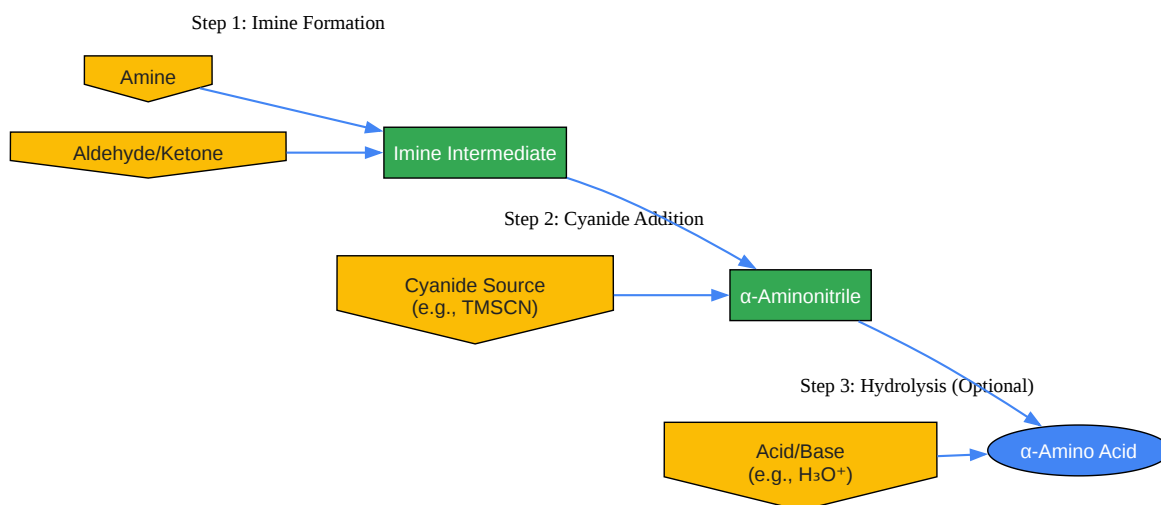 Step 1: Imine Formation
Amine
Aldehyde/Ketone
Imine Intermediate
Step 2: Cyanide Addition
Cyanide Source
(e.g., TMSCN)
α-Aminonitrile
Step 3: Hydrolysis (Optional)
Acid/Base
(e.g., H₃O⁺)
α-Amino Acid